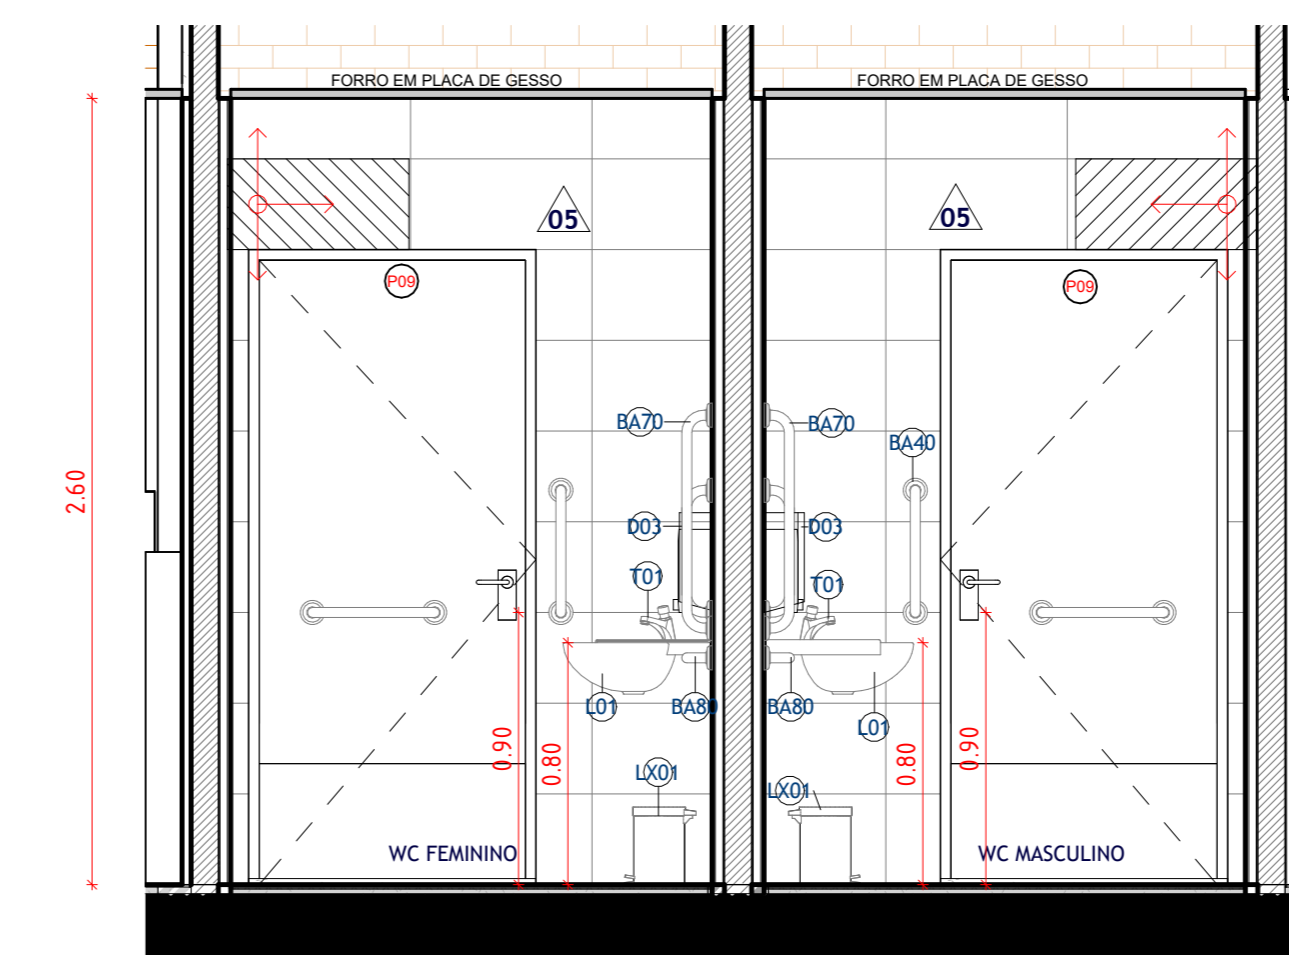 FORRO EM PLACA DE GESSO
FORRO EM PLACA DE GESSO
05
05
P09
P09
BA70
BA70
BA40
2.60
D03
D03
T01
T01
L01
BA80
BA80
L01
0.90
0.80
0.80
0.90
LX01
LX01
WC FEMININO
WC MASCULINO